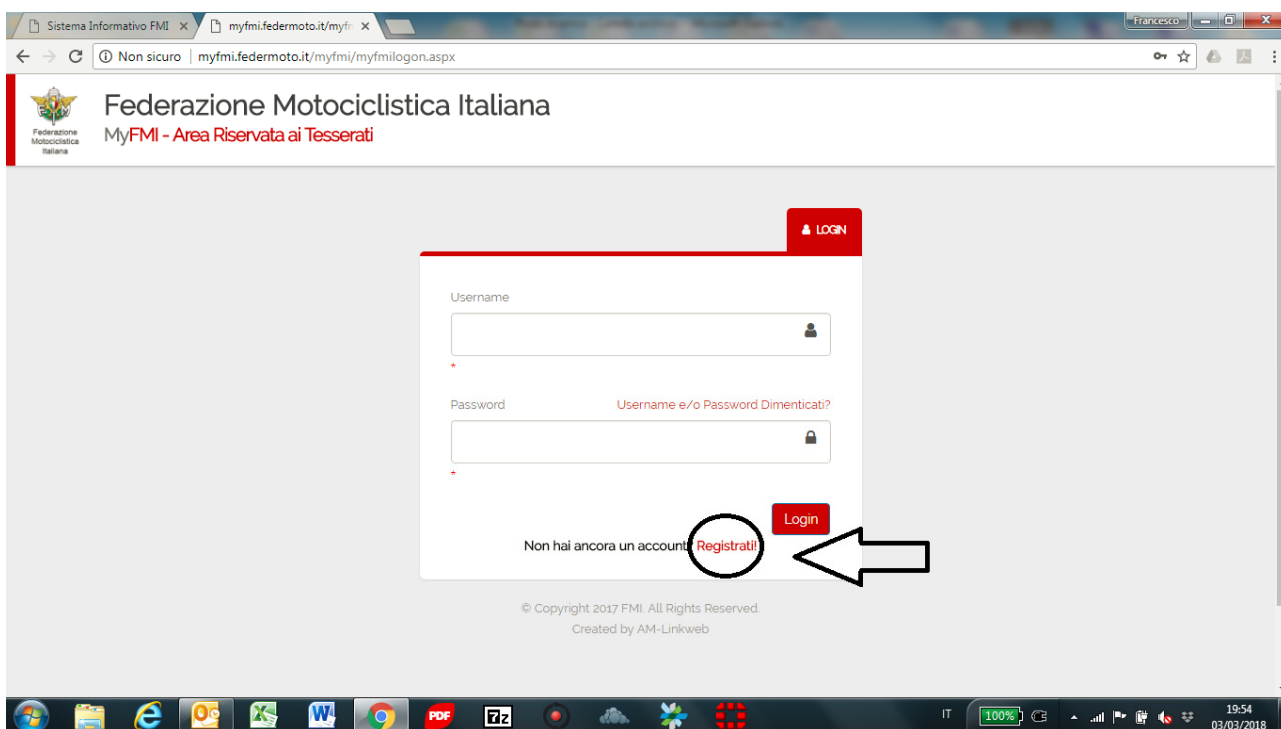 Sistema Informativo FMI
myfmi.federmoto.it/myfn
Francesco
Non sicuro | myfmi.federmoto.it/myfmi/myfmilogon.aspx
Federazione Motociclistica Italiana
Federazione Motociclistica Italiana
MyFMI - Area Riservata ai Tesserati
LOGIN
Username
*
Password
Username e/o Password Dimenticati?
*
Login
Non hai ancora un account Registrati!
© Copyright 2017 FMI. All Rights Reserved.
Created by AM-Linkweb
PDF
7z
IT
100%
19:54
03/03/2018